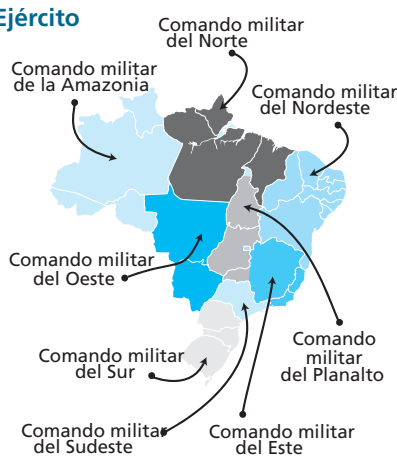 Ejército
Comando militar
del Norte
Comando militar
de la Amazonia
Comando militar
del Nordeste
Comando militar
del Oeste
Comando
militar
del Planalto
Comando militar
del Sur
Comando militar
del Sudeste
Comando militar
del Este